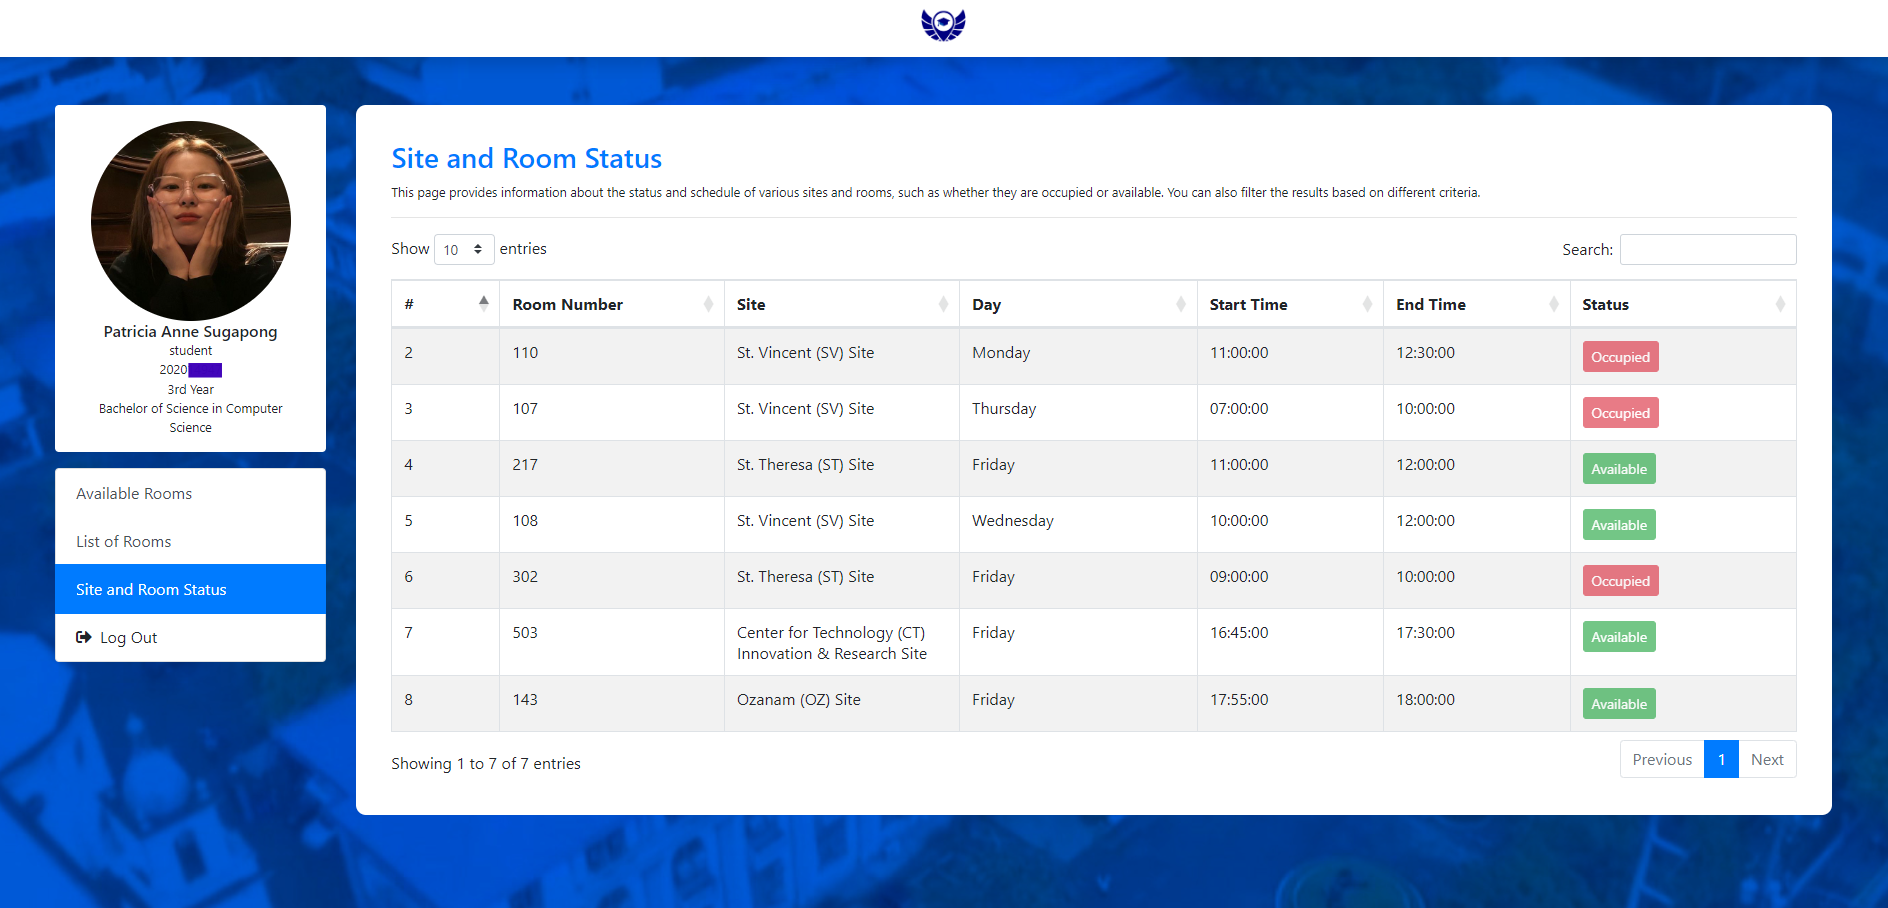 Patricia Anne Sugapong
student
2020
3rd Year
Bachelor of Science in Computer
Science
Available Rooms
List of Rooms
Site and Room Status
Log Out
Site and Room Status
This page provides information about the status and schedule of various sites and rooms, such as whether they are occupied or available. You can also filter the results based on different criteria.
Show 10 entries Search:
# Room Number Site Day Start Time End Time Status
2 110 St. Vincent (SV) Site Monday 11:00:00 12:30:00 Occupied
3 107 St. Vincent (SV) Site Thursday 07:00:00 10:00:00 Occupied
4 217 St. Theresa (ST) Site Friday 11:00:00 12:00:00 Available
5 108 St. Vincent (SV) Site Wednesday 10:00:00 12:00:00 Available
6 302 St. Theresa (ST) Site Friday 09:00:00 10:00:00 Occupied
7 503 Center for Technology (CT) Friday 16:45:00 17:30:00 Available
Innovation & Research Site
8 143 Ozanam (OZ) Site Friday 17:55:00 18:00:00 Available
Showing 1 to 7 of 7 entries
Previous 1 Next